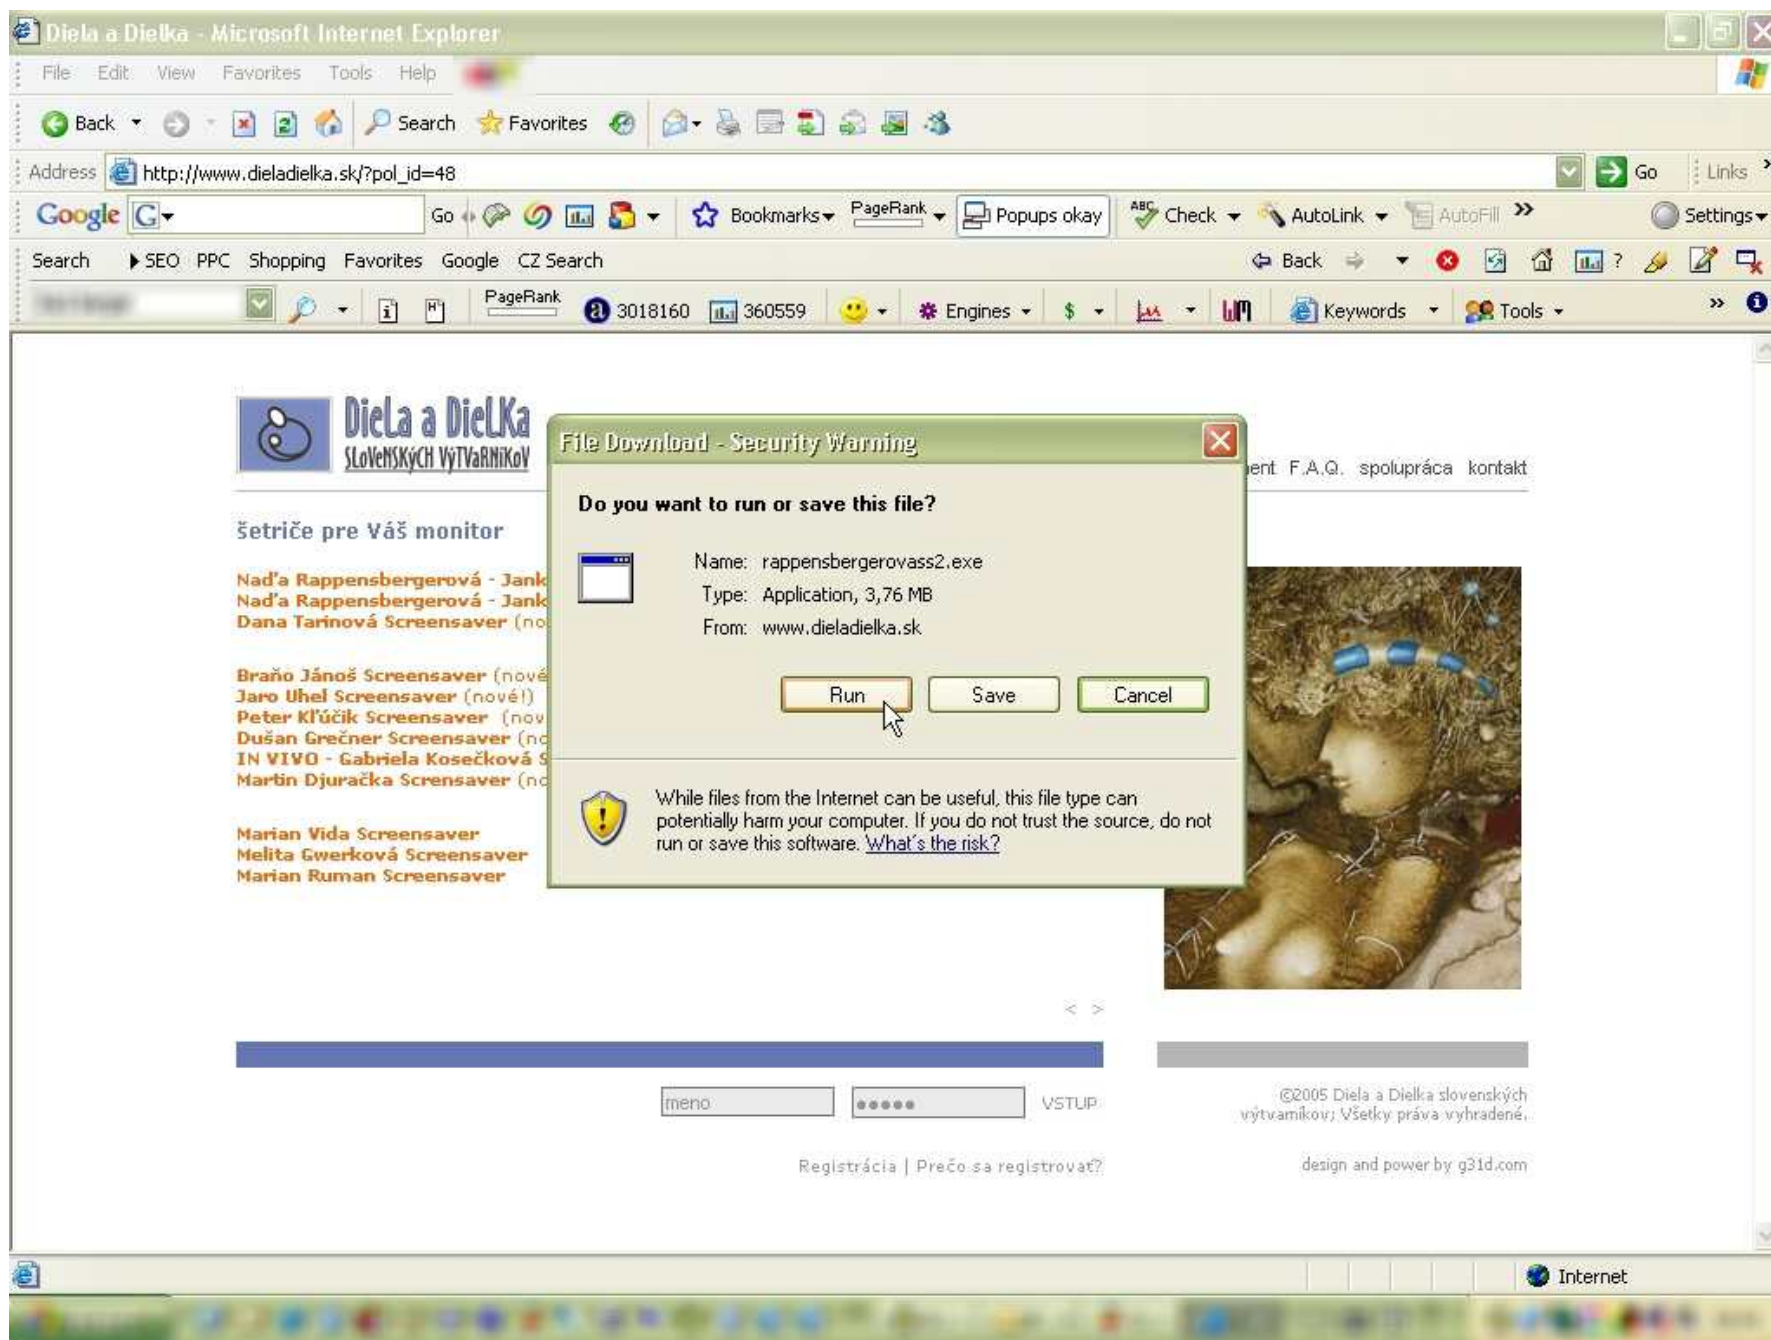 Diela a Dielka - Microsoft Internet Explorer
File Edit View Favorites Tools Help
Back Search Favorites
Address http://www.dieladielka.sk/?pol_id=48 Go Links
Google G Go Bookmarks PageRank Popups okay ABC Check AutoLink AutoFill Settings
Search SEO PPC Shopping Favorites Google CZ Search Back ?
PageRank 3018160 360559 Engines $ Keywords Tools
DieLa a DielKa
SLoVeNSKýCH VýTVaRNíKoV
ent F.A.Q. spolupráca kontakt
šetriče pre Váš monitor
Naďa Rappensbergerová - Jank
Naďa Rappensbergerová - Jank
Dana Tarinová Screensaver (no
Braňo Jánoš Screensaver (nové
Jaro Uhel Screensaver (nové!)
Peter Kľúčik Screensaver (nov
Dušan Grečner Screensaver (no
IN VIVO - Gabriela Kosečková S
Martin Djuračka Scrensaver (no
Marian Vida Screensaver
Melita Gwerková Screensaver
Marian Ruman Screensaver
File Download - Security Warning
Do you want to run or save this file?
Name: rappensbergerovass2.exe
Type: Application, 3,76 MB
From: www.dieladielka.sk
Run Save Cancel
While files from the Internet can be useful, this file type can
potentially harm your computer. If you do not trust the source, do not
run or save this software. What's the risk?
< >
meno VSTUP
©2005 Diela a Dielka slovenských
výtvarníkov; Všetky práva vyhradené.
Registrácia | Prečo sa registrovať?
design and power by g31d.com
Internet